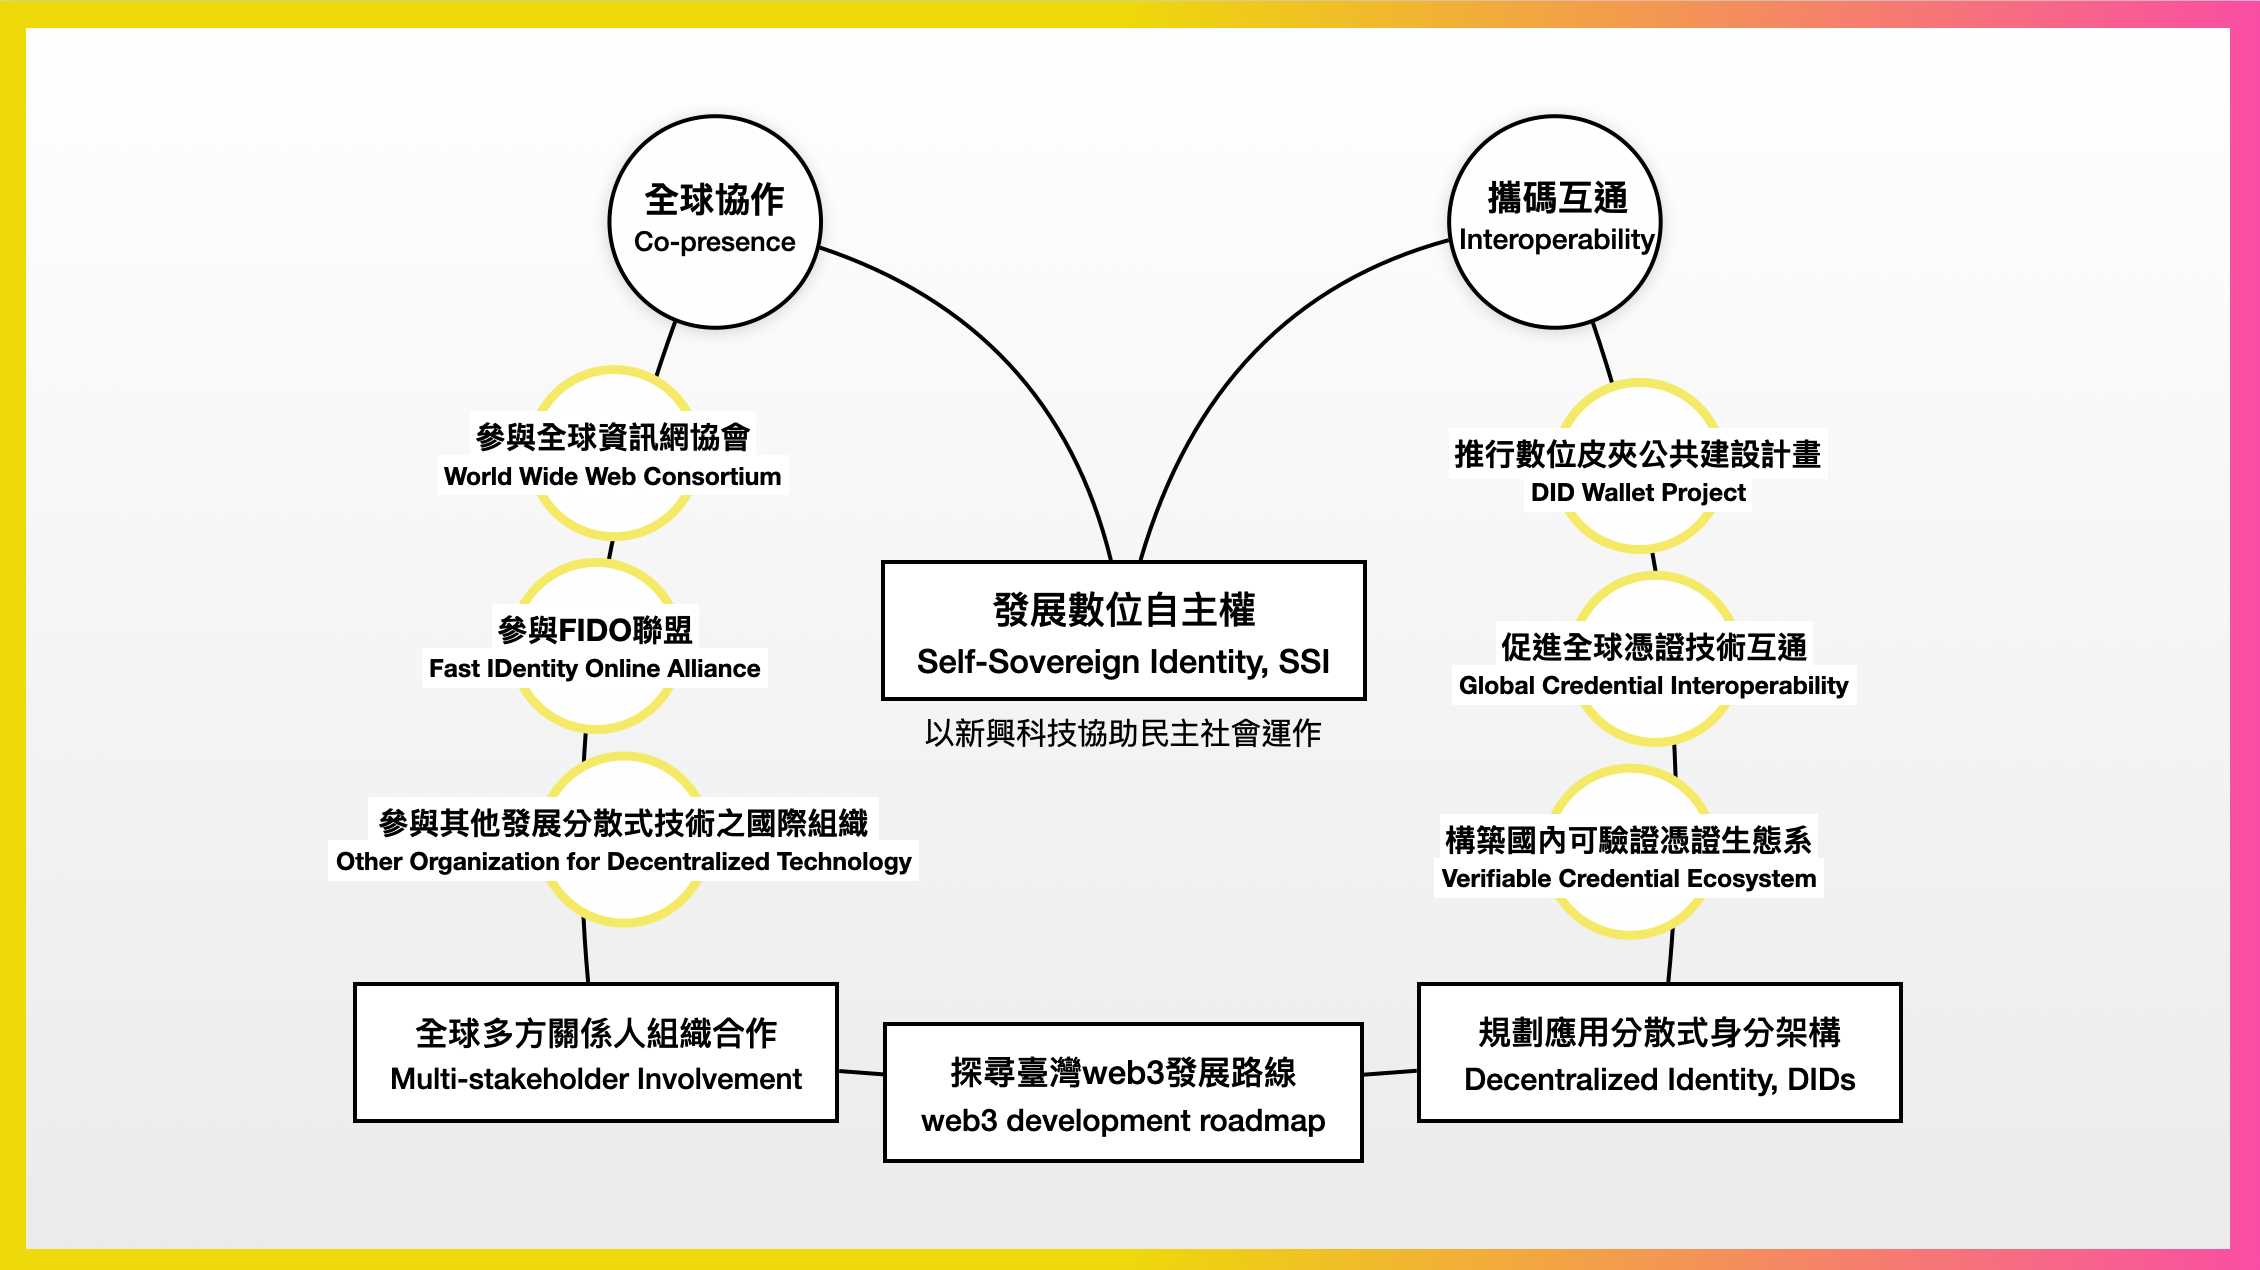 全球協作
Co-presence
攜碼互通
Interoperability
參與全球資訊網協會
World Wide Web Consortium
推行數位皮夾公共建設計畫
DID Wallet Project
參與FIDO聯盟
Fast IDentity Online Alliance
發展數位自主權
Self-Sovereign Identity, SSI
以新興科技協助民主社會運作
促進全球憑證技術互通
Global Credential Interoperability
參與其他發展分散式技術之國際組織
Other Organization for Decentralized Technology
構築國內可驗證憑證生態系
Verifiable Credential Ecosystem
全球多方關係人組織合作
Multi-stakeholder Involvement
探尋臺灣web3發展路線
web3 development roadmap
規劃應用分散式身分架構
Decentralized Identity, DIDs